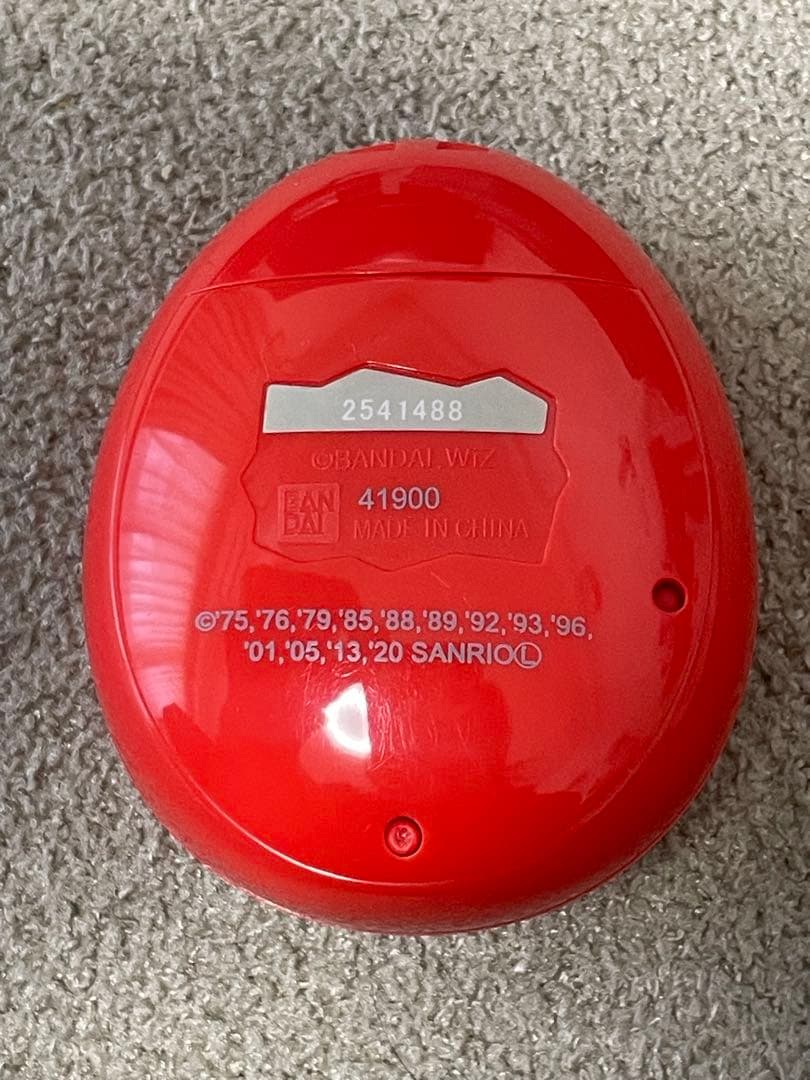 2541488
©BANDAI, WiZ
BAN
DAI
41900
MADE IN CHINA
©'75,'76,'79,'85,'88,'89,'92,'93,'96,
'01,'05,'13,'20 SANRIOⓁ